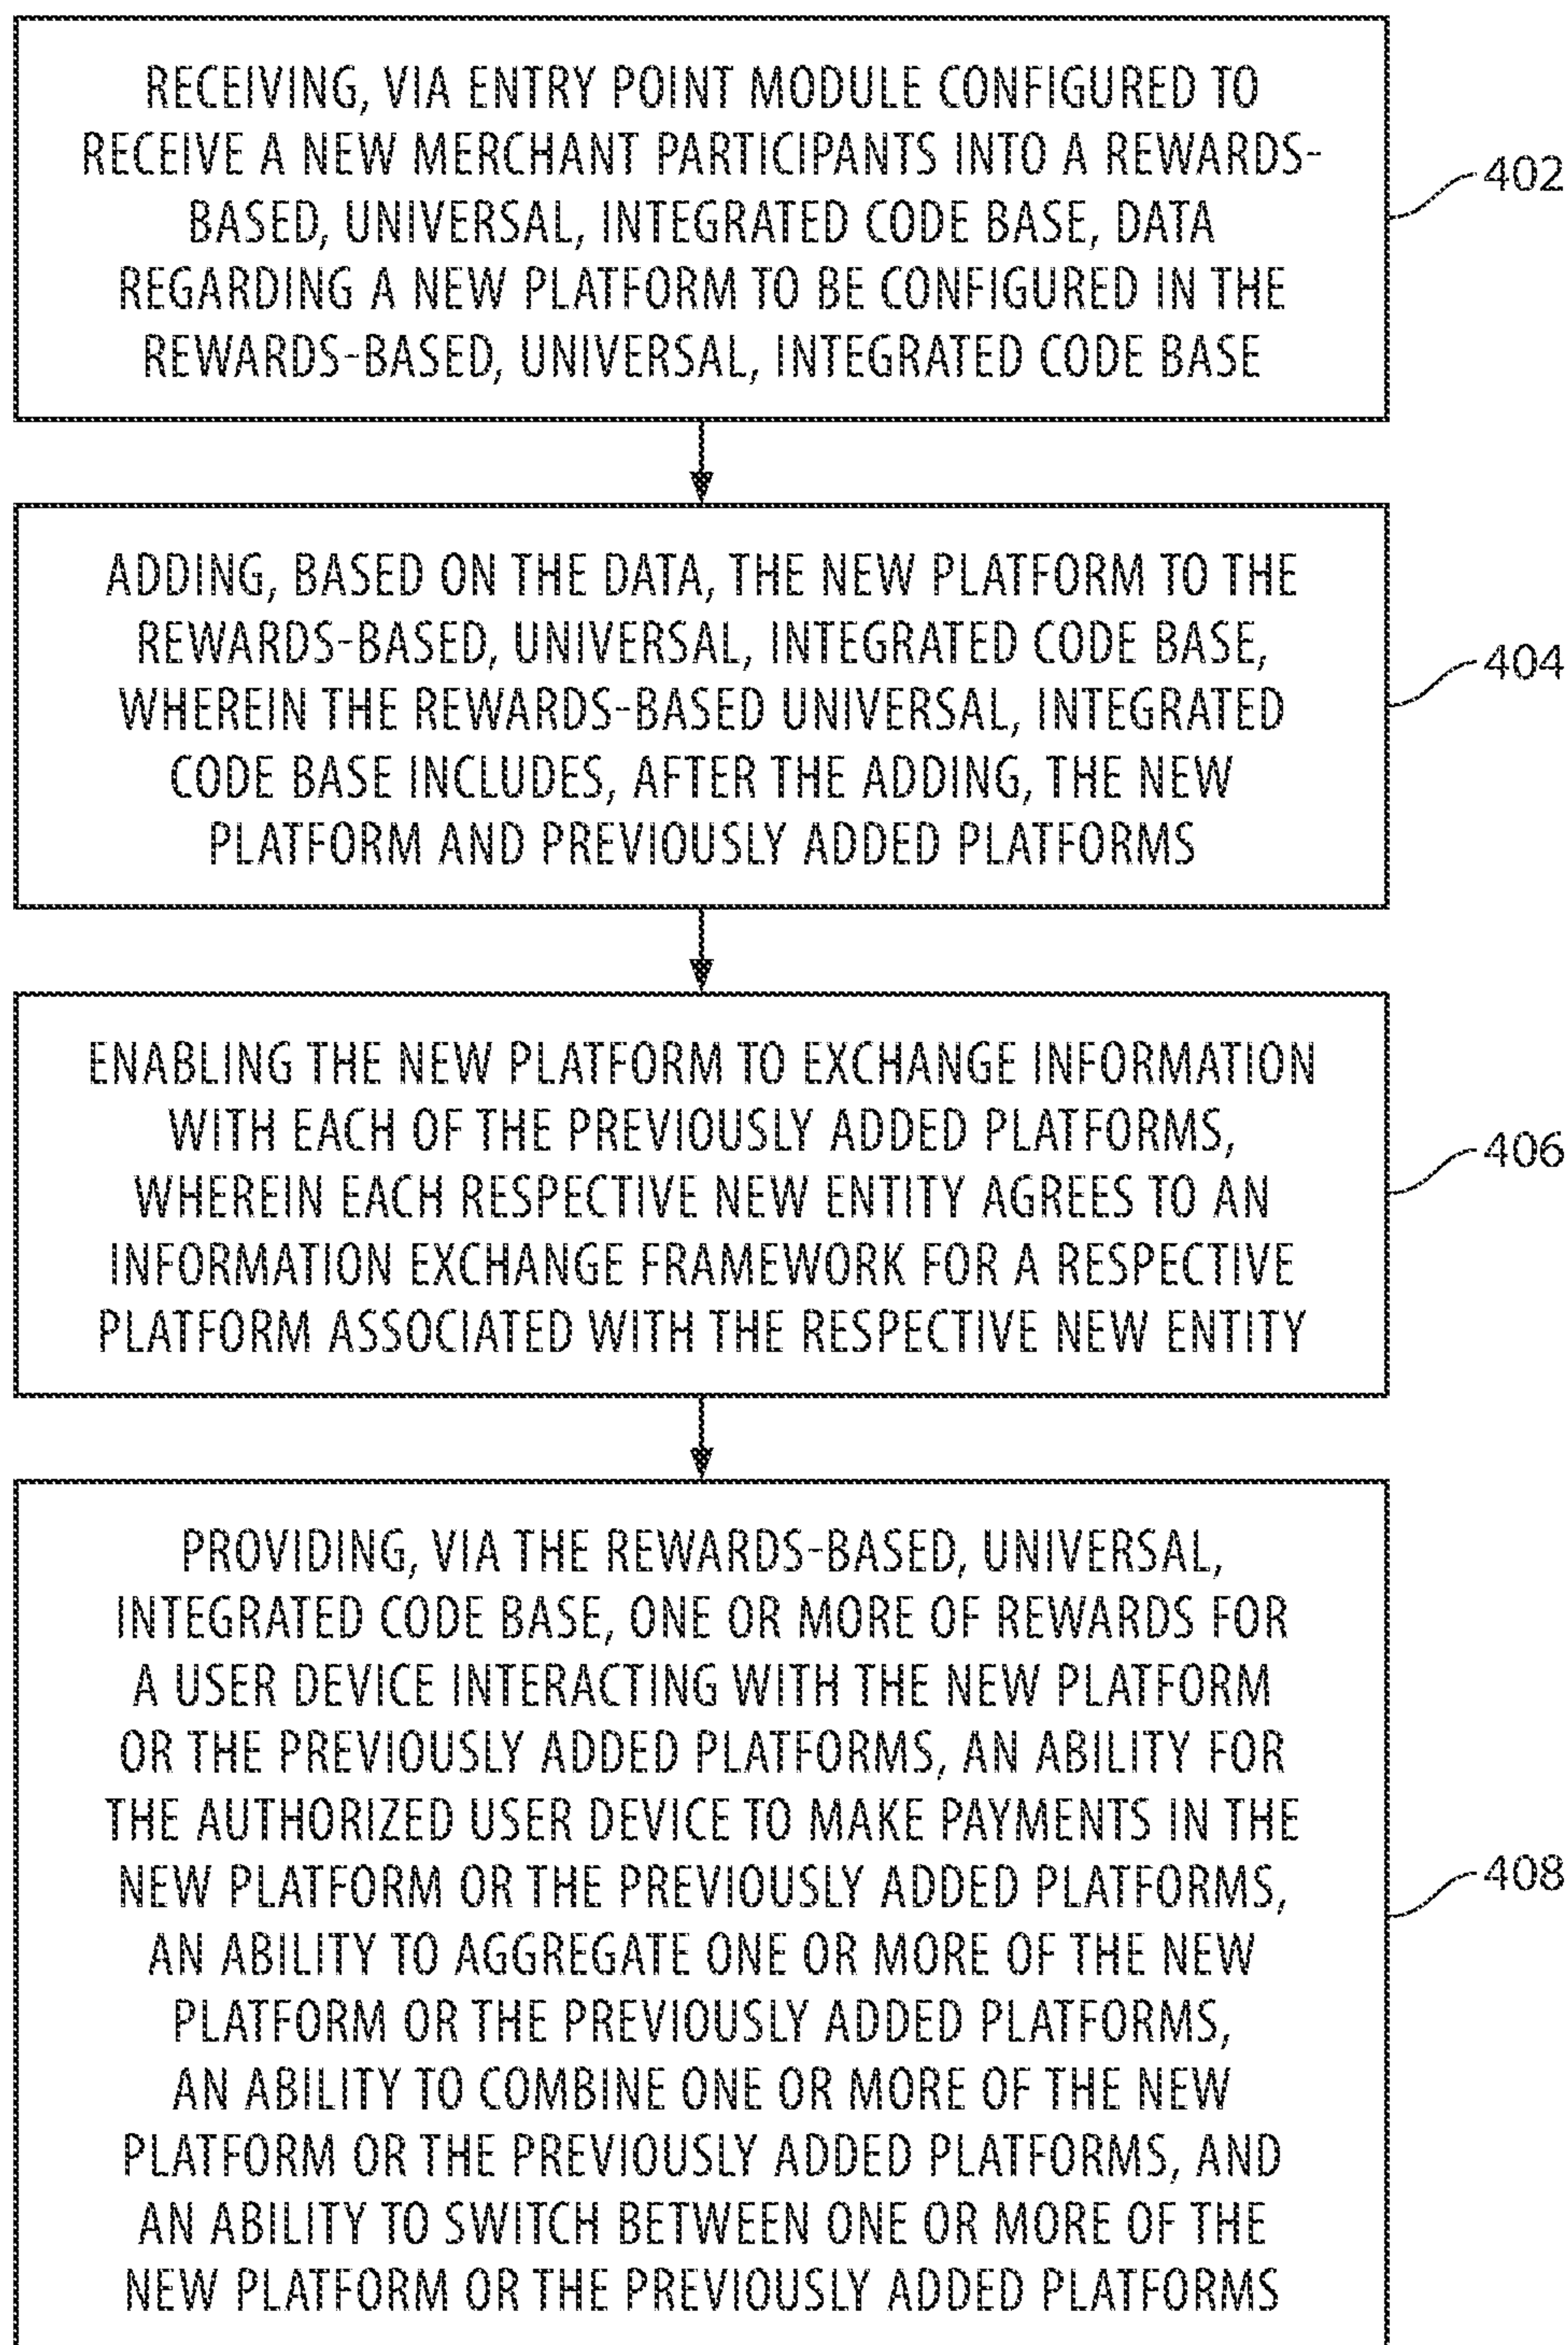 RECEIVING, VIA ENTRY POINT MODULE CONFIGURED TO
RECEIVE A NEW MERCHANT PARTICIPANTS INTO A REWARDS-
BASED, UNIVERSAL, INTEGRATED CODE BASE, DATA
REGARDING A NEW PLATFORM TO BE CONFIGURED IN THE
REWARDS-BASED, UNIVERSAL, INTEGRATED CODE BASE
402
ADDING, BASED ON THE DATA, THE NEW PLATFORM TO THE
REWARDS-BASED, UNIVERSAL, INTEGRATED CODE BASE,
WHEREIN THE REWARDS-BASED UNIVERSAL, INTEGRATED
CODE BASE INCLUDES, AFTER THE ADDING, THE NEW
PLATFORM AND PREVIOUSLY ADDED PLATFORMS
404
ENABLING THE NEW PLATFORM TO EXCHANGE INFORMATION
WITH EACH OF THE PREVIOUSLY ADDED PLATFORMS,
WHEREIN EACH RESPECTIVE NEW ENTITY AGREES TO AN
INFORMATION EXCHANGE FRAMEWORK FOR A RESPECTIVE
PLATFORM ASSOCIATED WITH THE RESPECTIVE NEW ENTITY
406
PROVIDING, VIA THE REWARDS-BASED, UNIVERSAL,
INTEGRATED CODE BASE, ONE OR MORE OF REWARDS FOR
A USER DEVICE INTERACTING WITH THE NEW PLATFORM
OR THE PREVIOUSLY ADDED PLATFORMS, AN ABILITY FOR
THE AUTHORIZED USER DEVICE TO MAKE PAYMENTS IN THE
NEW PLATFORM OR THE PREVIOUSLY ADDED PLATFORMS,
AN ABILITY TO AGGREGATE ONE OR MORE OF THE NEW
PLATFORM OR THE PREVIOUSLY ADDED PLATFORMS,
AN ABILITY TO COMBINE ONE OR MORE OF THE NEW
PLATFORM OR THE PREVIOUSLY ADDED PLATFORMS, AND
AN ABILITY TO SWITCH BETWEEN ONE OR MORE OF THE
NEW PLATFORM OR THE PREVIOUSLY ADDED PLATFORMS
408